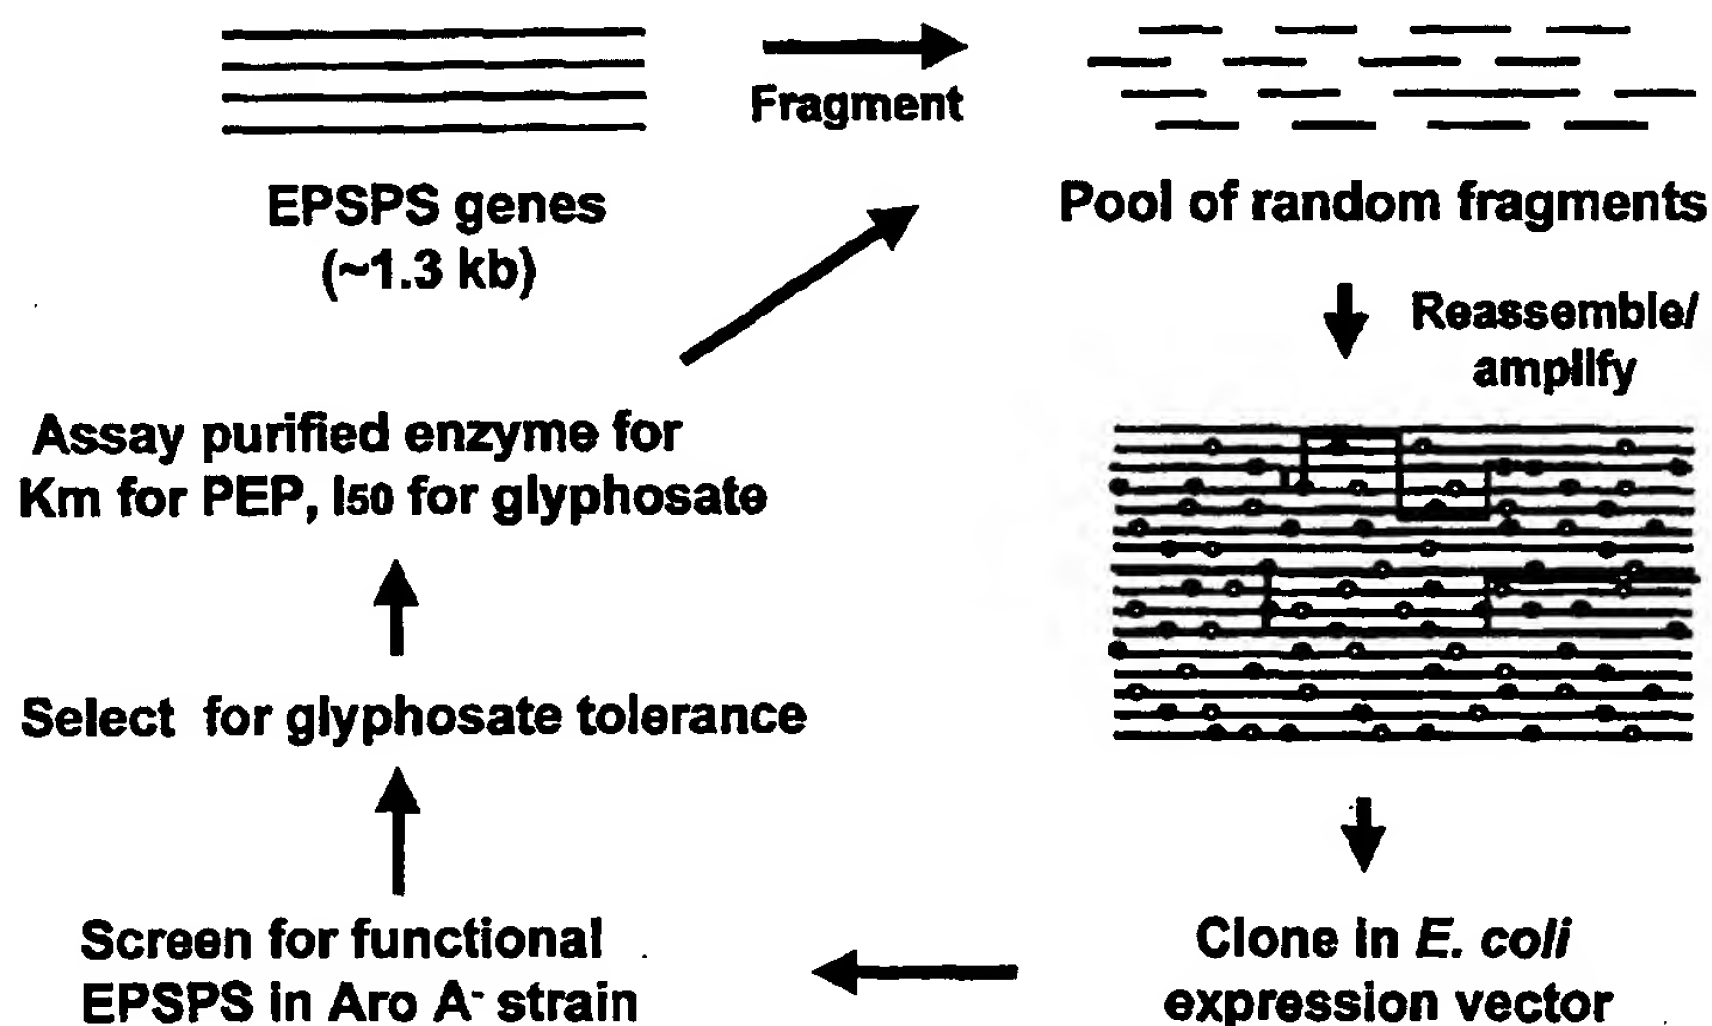 Fragment
EPSPS genes
(~1.3 kb)
Pool of random fragments
Reassemble/
amplify
Assay purified enzyme for
Km for PEP, I50 for glyphosate
Select for glyphosate tolerance
Screen for functional
EPSPS in Aro A- strain
Clone in E. coli
expression vector